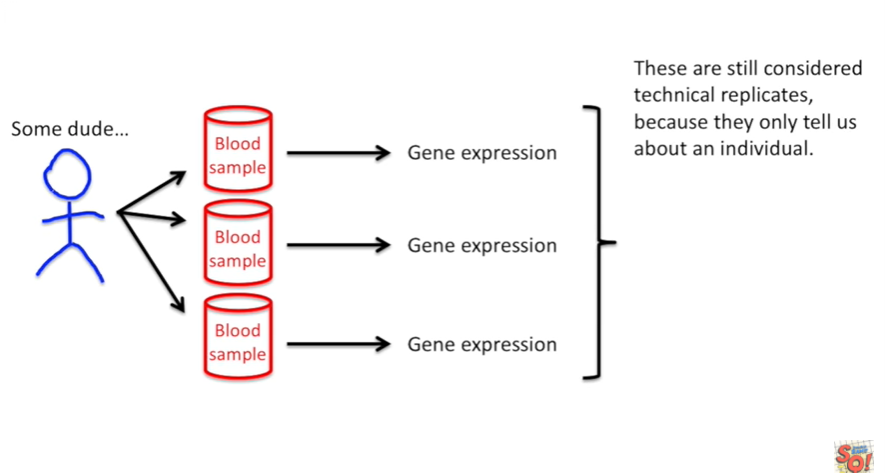 Some dude...
Blood
sample
Gene expression
Blood
sample
Gene expression
Blood
sample
Gene expression
These are still considered
technical replicates,
because they only tell us
about an individual.
SO!